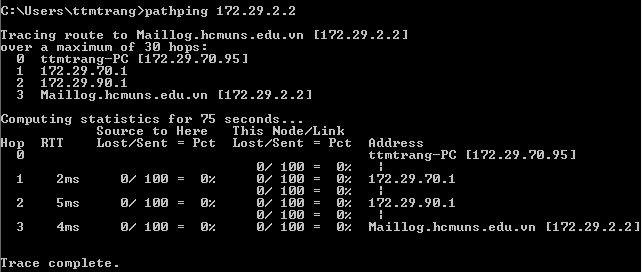 C:\Users\ttmtrang>pathping 172.29.2.2
Tracing route to Maillog.hcmuns.edu.vn [172.29.2.2]
over a maximum of 30 hops:
  0  ttmtrang-PC [172.29.70.95]
  1  172.29.70.1
  2  172.29.90.1
  3  Maillog.hcmuns.edu.vn [172.29.2.2]
Computing statistics for 75 seconds...
            Source to Here   This Node/Link
Hop  RTT    Lost/Sent = Pct  Lost/Sent = Pct  Address
  0                                           ttmtrang-PC [172.29.70.95]
                                0/ 100 =  0%   |
  1    2ms     0/ 100 =  0%     0/ 100 =  0%  172.29.70.1
                                0/ 100 =  0%   |
  2    5ms     0/ 100 =  0%     0/ 100 =  0%  172.29.90.1
                                0/ 100 =  0%   |
  3    4ms     0/ 100 =  0%     0/ 100 =  0%  Maillog.hcmuns.edu.vn [172.29.2.2]
Trace complete.